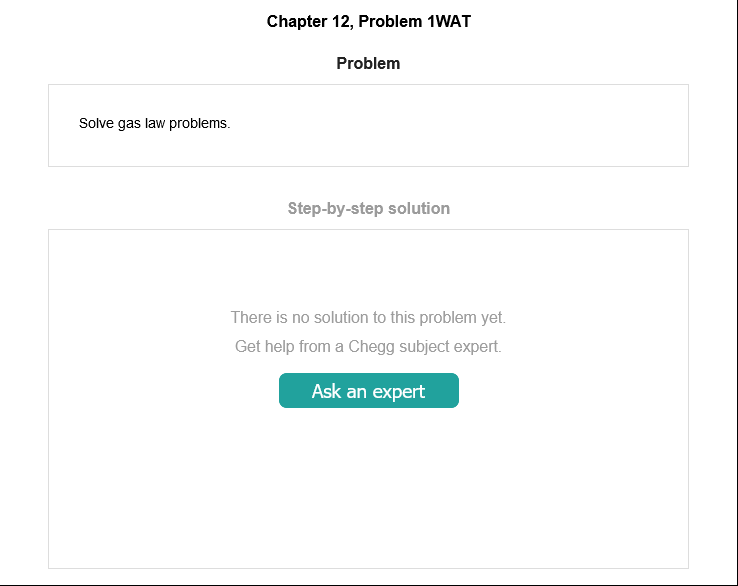 Chapter 12, Problem 1WAT
Problem
Solve gas law problems.
Step-by-step solution
There is no solution to this problem yet.
Get help from a Chegg subject expert.
Ask an expert